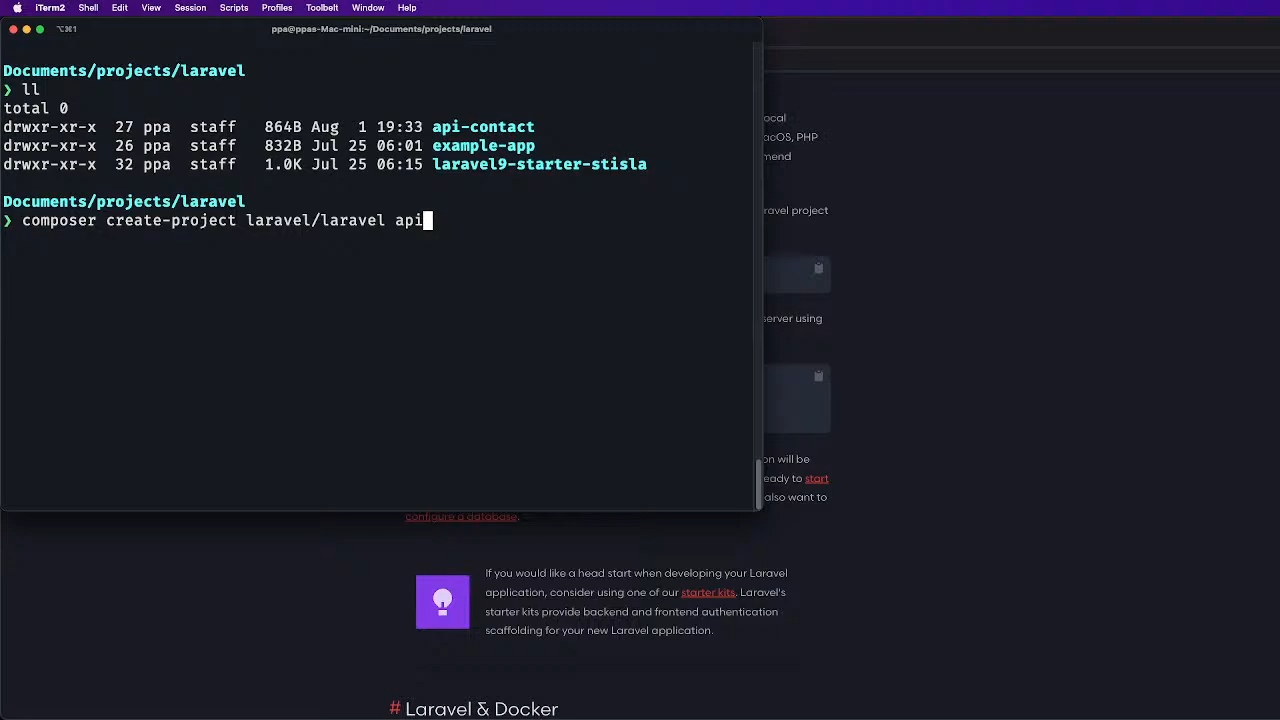 iTerm2 Shell Edit View Session Scripts Profiles Toolbelt Window Help
⌥⌘1 ppa@ppas-Mac-mini:~/Documents/projects/laravel
Documents/projects/laravel
❯ ll
total 0
drwxr-xr-x 27 ppa staff 864B Aug 1 19:33 api-contact
drwxr-xr-x 26 ppa staff 832B Jul 25 06:01 example-app
drwxr-xr-x 32 ppa staff 1.0K Jul 25 06:15 laravel9-starter-stisla
Documents/projects/laravel
❯ composer create-project laravel/laravel api
ocal
acOS, PHP
mend
ravel project
server using
on will be
eady to start
also want to
configure a database.
If you would like a head start when developing your Laravel
application, consider using one of our starter kits. Laravel's
starter kits provide backend and frontend authentication
scaffolding for your new Laravel application.
# Laravel & Docker